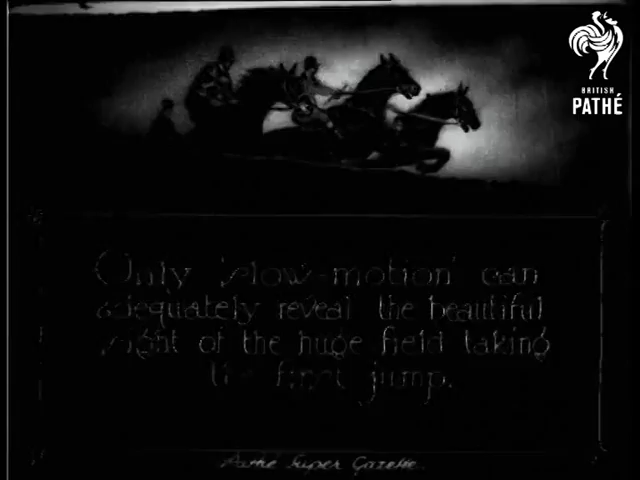 BRITISH
PATHÉ
Only 'slow-motion' can
adequately reveal the beautiful
sight of the huge field taking
the first jump.
Pathé Super Gazette.